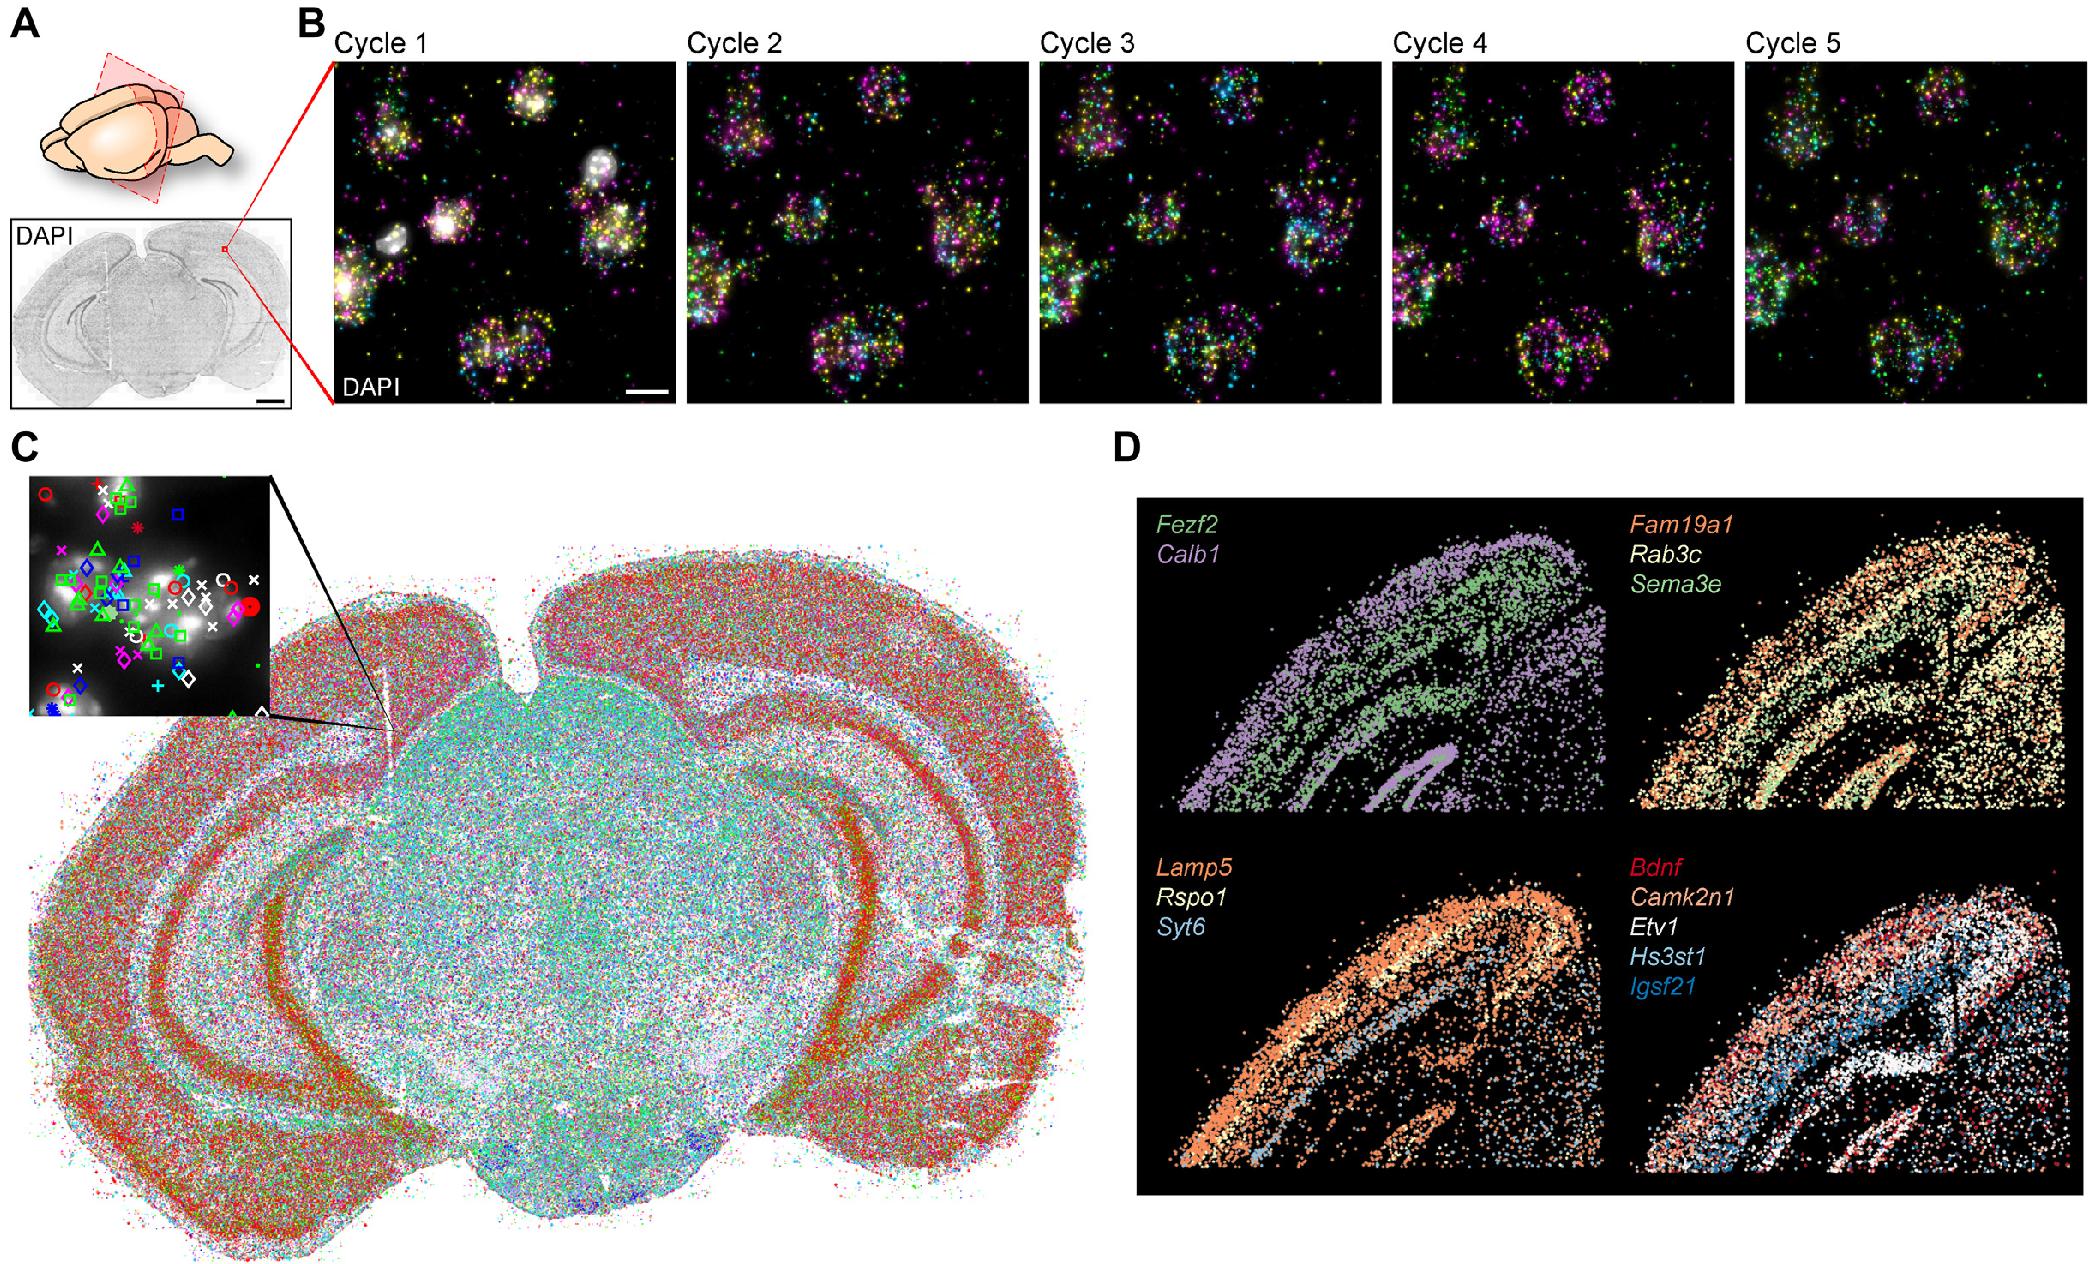 A
B
Cycle 1
Cycle 2
Cycle 3
Cycle 4
Cycle 5
DAPI
DAPI
C
D
Fezf2
Calb1
Fam19a1
Rab3c
Sema3e
Lamp5
Rspo1
Syt6
Bdnf
Camk2n1
Etv1
Hs3st1
Igsf21